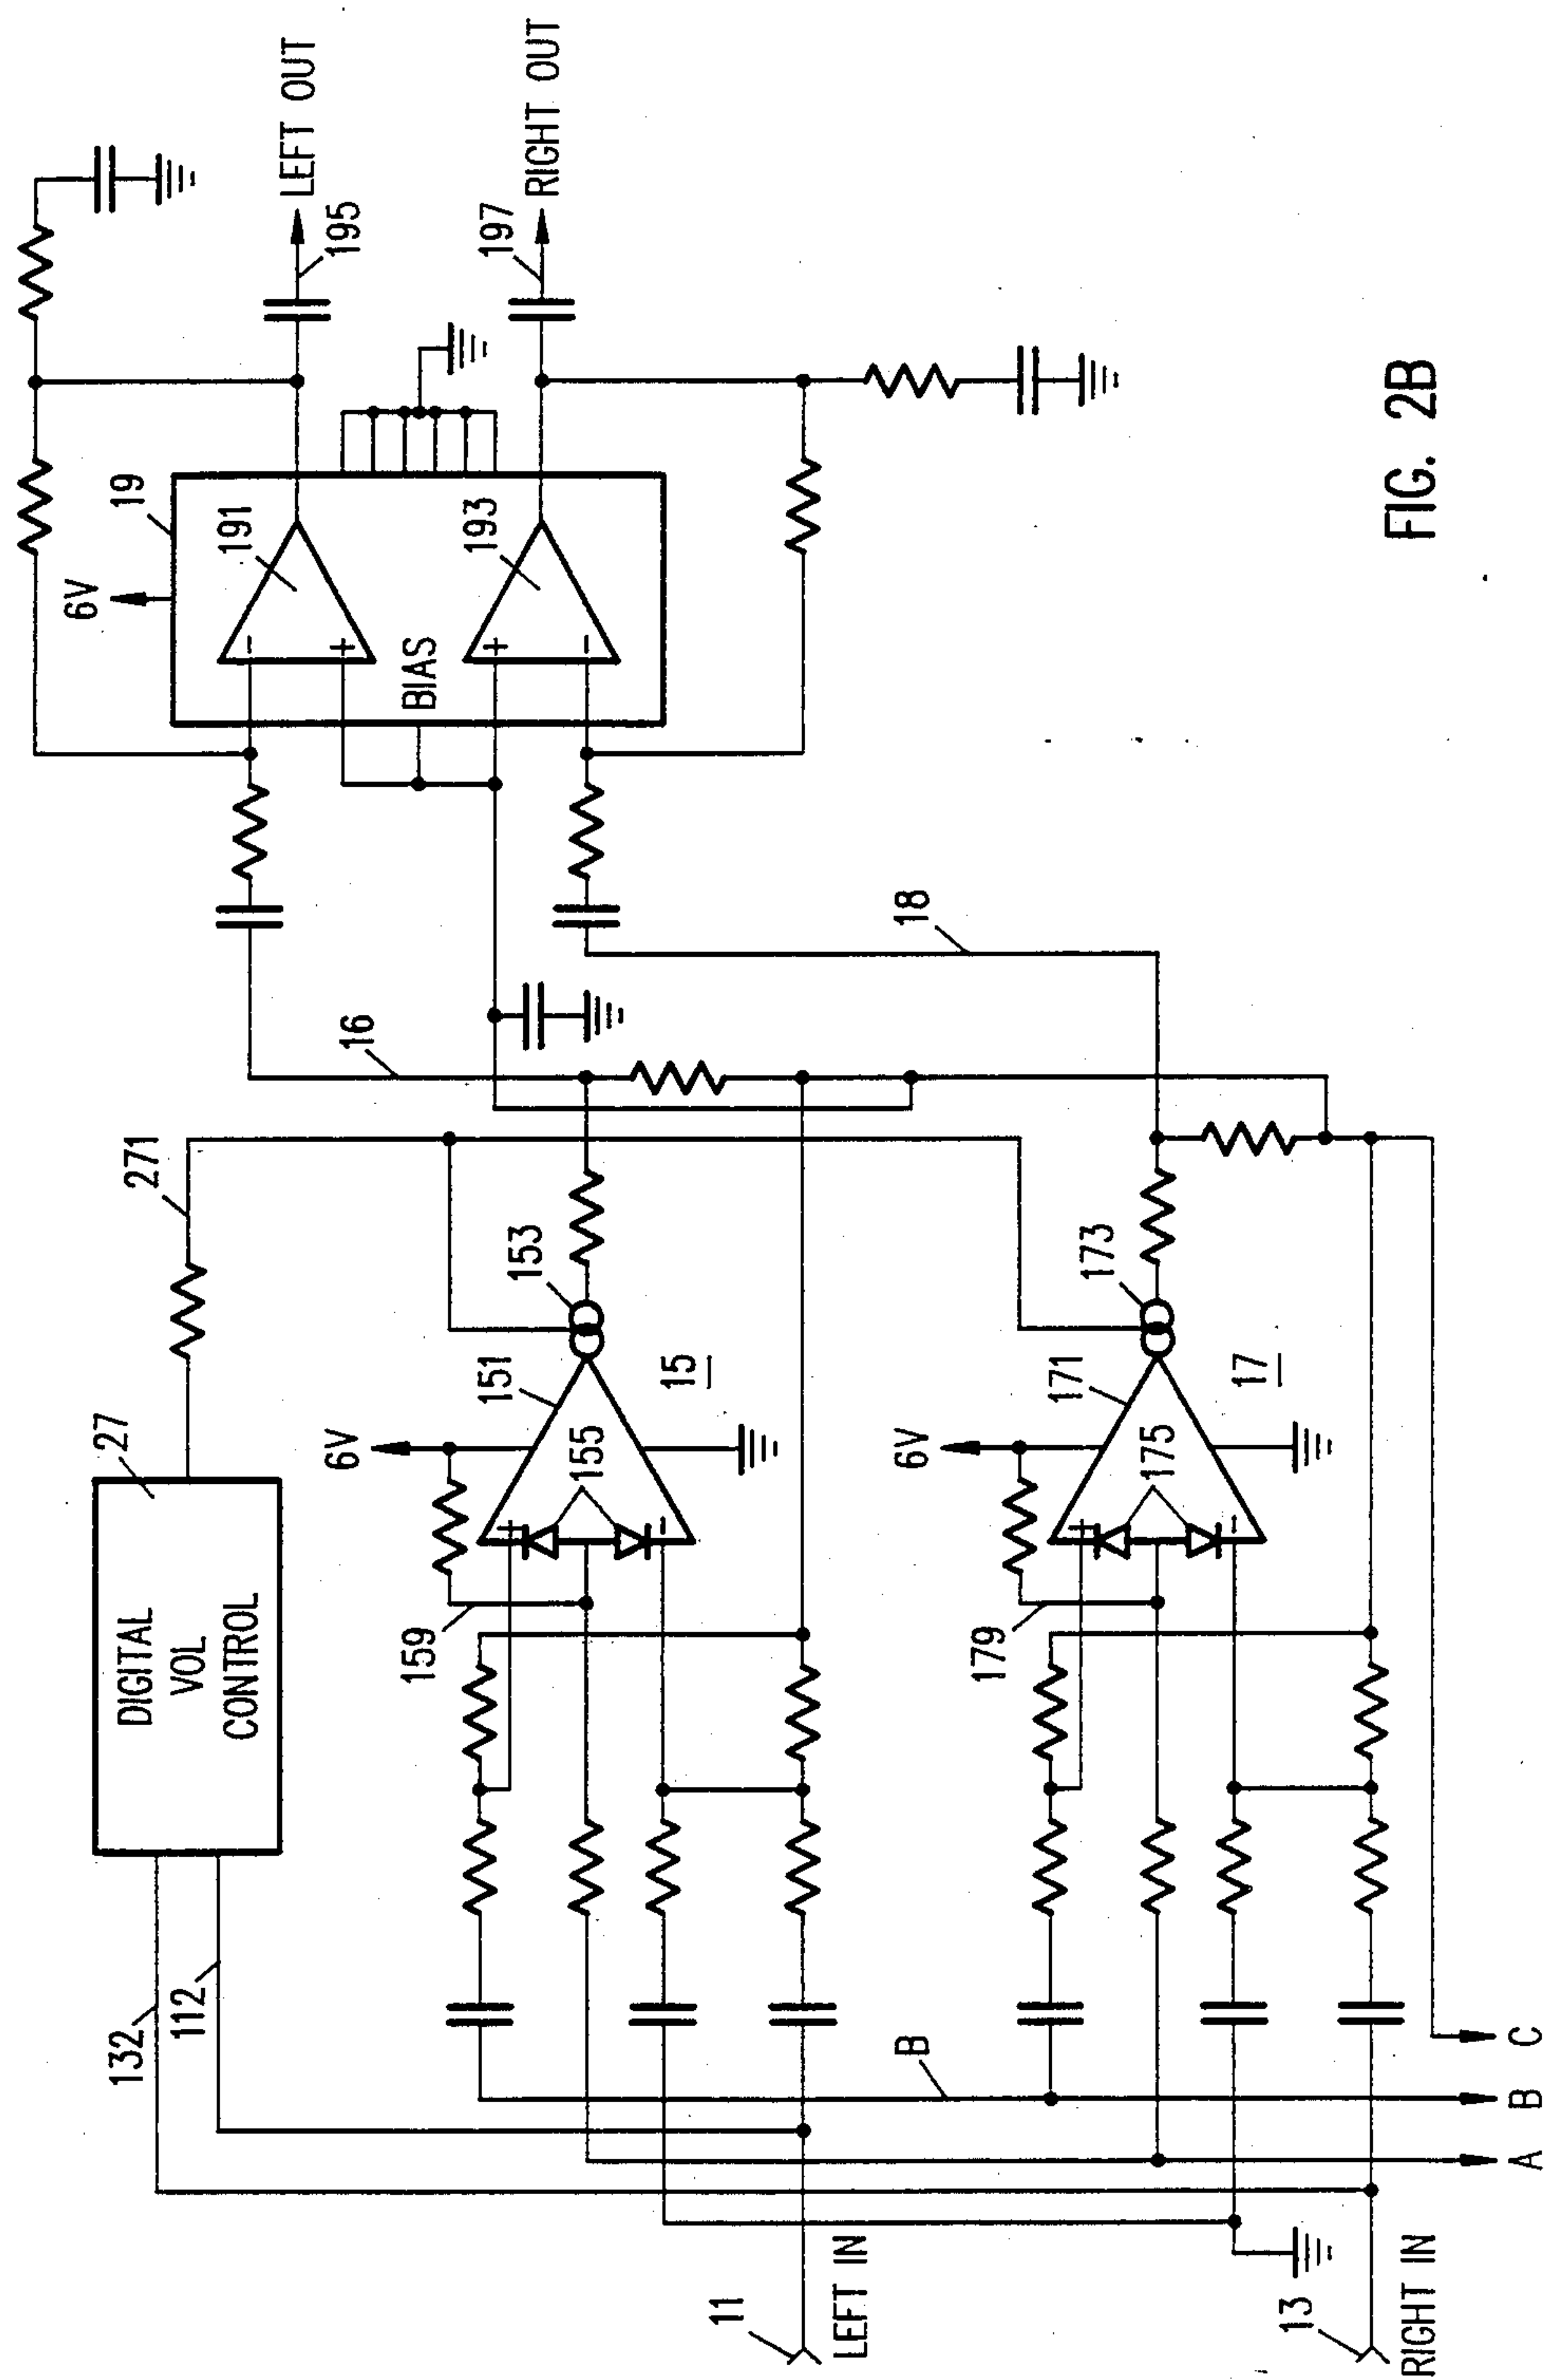 132
112
27
DIGITAL
VOL
CONTROL
271
6V
19
191
-
+
BIAS
+
193
-
195
LEFT OUT
197
RIGHT OUT
16
18
159
6V
151
153
+
155
-
15
179
6V
171
173
+
175
-
17
11
LEFT IN
13
RIGHT IN
B
A
B
C
FIG. 2B